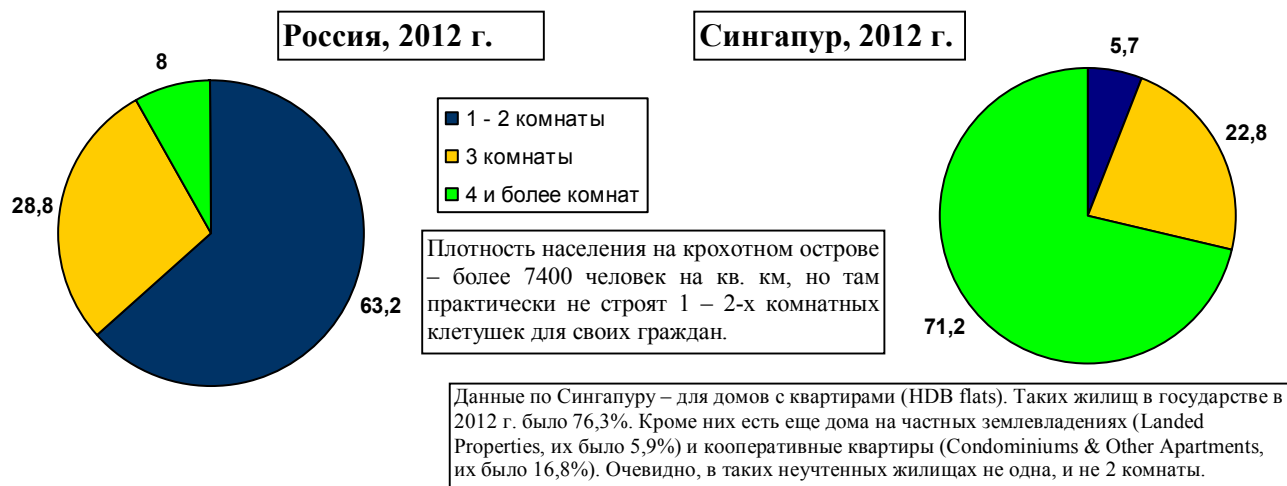 Россия, 2012 г.
8
28,8
63,2
1 - 2 комнаты
3 комнаты
4 и более комнат
Сингапур, 2012 г.
5,7
22,8
71,2
Плотность населения на крохотном острове
– более 7400 человек на кв. км, но там
практически не строят 1 – 2-х комнатных
клетушек для своих граждан.
Данные по Сингапуру – для домов с квартирами (HDB flats). Таких жилищ в государстве в
2012 г. было 76,3%. Кроме них есть еще дома на частных землевладениях (Landed
Properties, их было 5,9%) и кооперативные квартиры (Condominiums & Other Apartments,
их было 16,8%). Очевидно, в таких неучтенных жилищах не одна, и не 2 комнаты.